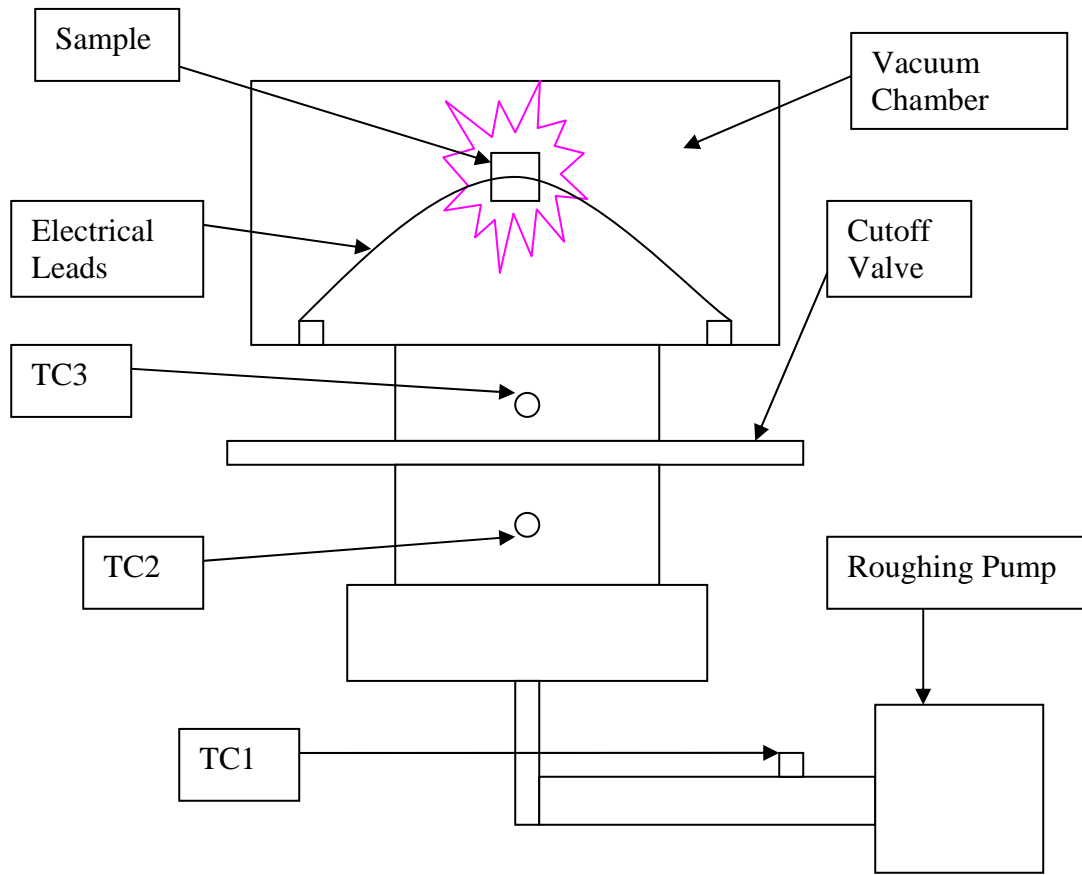 Sample
Vacuum
Chamber
Electrical
Leads
Cutoff
Valve
TC3
TC2
Roughing Pump
TC1